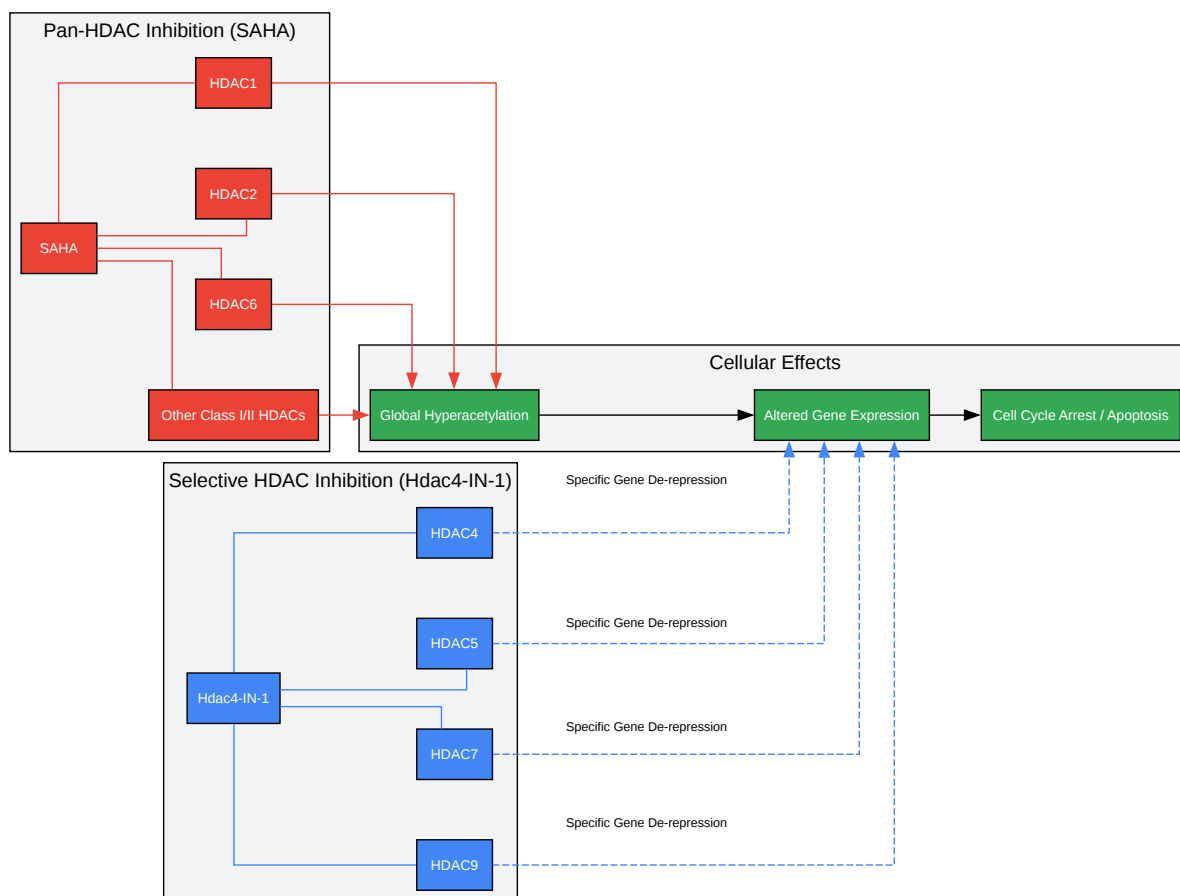 Pan-HDAC Inhibition (SAHA)
HDAC1
HDAC2
SAHA
HDAC6
Other Class I/II HDACs
Cellular Effects
Global Hyperacetylation
Altered Gene Expression
Cell Cycle Arrest / Apoptosis
Selective HDAC Inhibition (Hdac4-IN-1)
Specific Gene De-repression
HDAC4
Specific Gene De-repression
HDAC5
Hdac4-IN-1
Specific Gene De-repression
HDAC7
Specific Gene De-repression
HDAC9